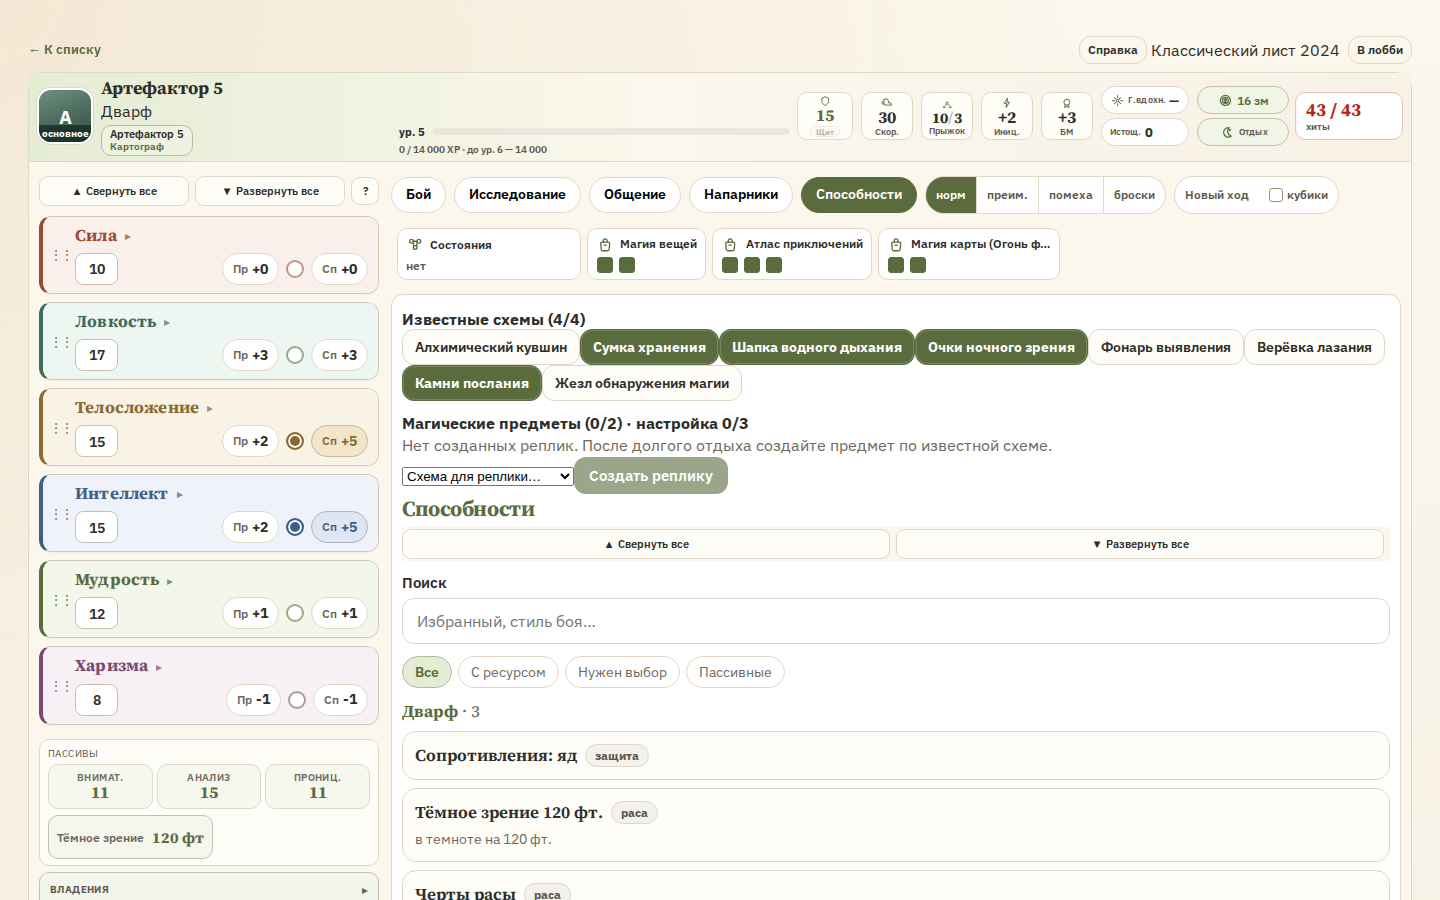 ← К списку
Справка Классический лист 2024 В лобби
А
основное
Артефактор 5
Дварф
Артефактор 5
Картограф
ур. 5
0 / 14 000 XP · до ур. 6 — 14 000
15
Щит
30
Скор.
10/3
Прыжок
+2
Иниц.
+3
БМ
Г.вдохн. —
Истощ. 0
16 зм
Отдых
43 / 43
хиты
▲ Свернуть все ▼ Развернуть все ?
Сила ▸
10 Пр +0 Сп +0
Ловкость ▸
17 Пр +3 Сп +3
Телосложение ▸
15 Пр +2 Сп +5
Интеллект ▸
15 Пр +2 Сп +5
Мудрость ▸
12 Пр +1 Сп +1
Харизма ▸
8 Пр -1 Сп -1
ПАССИВЫ
ВНИМАТ. АНАЛИЗ ПРОНИЦ.
11 15 11
Тёмное зрение 120 фт
ВЛАДЕНИЯ ▸
Бой Исследование Общение Напарники Способности норм преим. помеха броски Новый ход кубики
Состояния
нет
Магия вещей
Атлас приключений
Магия карты (Огонь ф...
Известные схемы (4/4)
Алхимический кувшин Сумка хранения Шапка водного дыхания Очки ночного зрения Фонарь выявления Верёвка лазания
Камни послания Жезл обнаружения магии
Магические предметы (0/2) · настройка 0/3
Нет созданных реплик. После долгого отдыха создайте предмет по известной схеме.
Схема для реплики... Создать реплику
Способности
▲ Свернуть все ▼ Развернуть все
Поиск
Избранный, стиль боя...
Все С ресурсом Нужен выбор Пассивные
Дварф · 3
Сопротивления: яд защита
Тёмное зрение 120 фт. раса
в темноте на 120 фт.
Черты расы раса